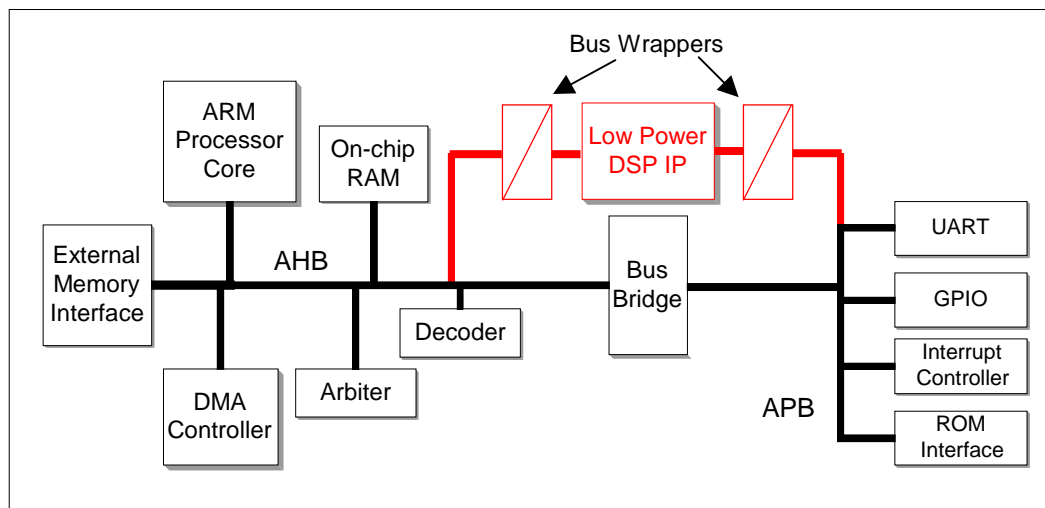 Bus Wrappers
ARM
Processor
Core
On-chip
RAM
Low Power
DSP IP
External
Memory
Interface
AHB
Bus
Bridge
UART
GPIO
Decoder
DMA
Controller
Arbiter
APB
Interrupt
Controller
ROM
Interface